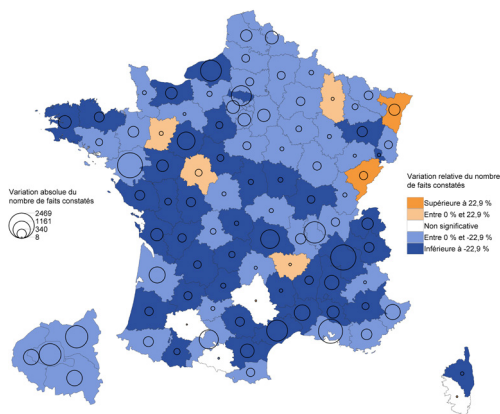 Variation absolue du
nombre de faits constatés
2469
1161
340
8
Variation relative du nombre
de faits constatés
Supérieure à 22,9 %
Entre 0 % et 22,9 %
Non significative
Entre 0 % et -22,9 %
Inférieure à -22,9 %